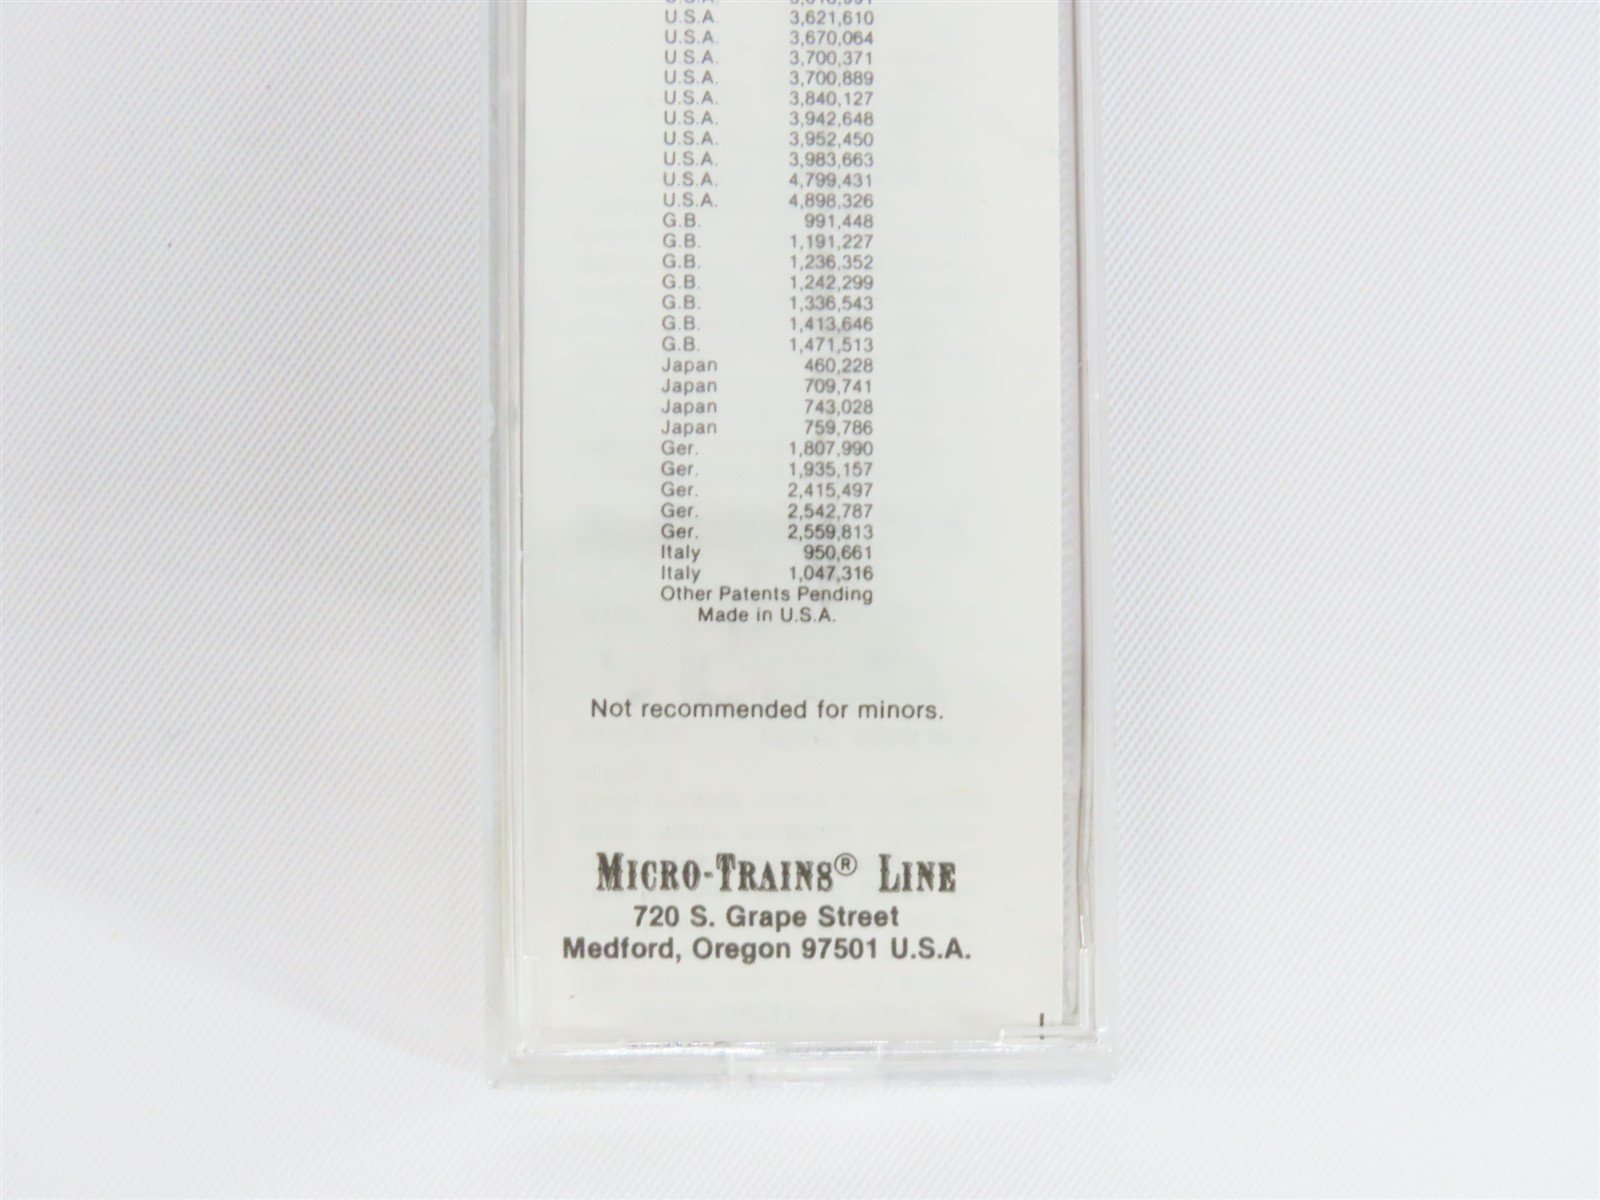 U.S.A. 3,621,610
U.S.A. 3,670,064
U.S.A. 3,700,371
U.S.A. 3,700,889
U.S.A. 3,840,127
U.S.A. 3,942,648
U.S.A. 3,952,450
U.S.A. 3,983,663
U.S.A. 4,799,431
U.S.A. 4,898,326
G.B. 991,448
G.B. 1,191,227
G.B. 1,236,352
G.B. 1,242,299
G.B. 1,336,543
G.B. 1,413,646
G.B. 1,471,513
Japan 460,228
Japan 709,741
Japan 743,028
Japan 759,786
Ger. 1,807,990
Ger. 1,935,157
Ger. 2,415,497
Ger. 2,542,787
Ger. 2,559,813
Italy 950,661
Italy 1,047,316
Other Patents Pending
Made in U.S.A.
Not recommended for minors.
MICRO-TRAINS® LINE
720 S. Grape Street
Medford, Oregon 97501 U.S.A.